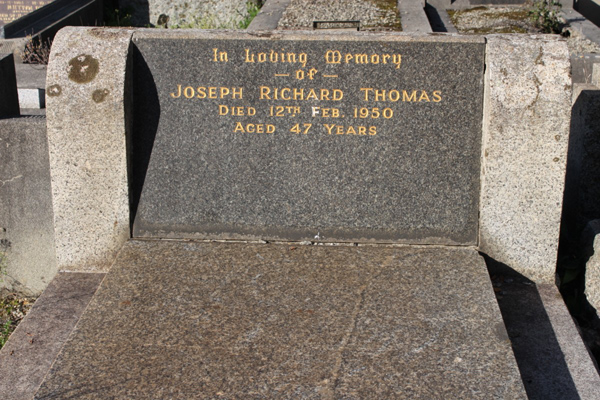 In Loving Memory
— of —
JOSEPH RICHARD THOMAS
DIED 12TH FEB. 1950
AGED 47 YEARS